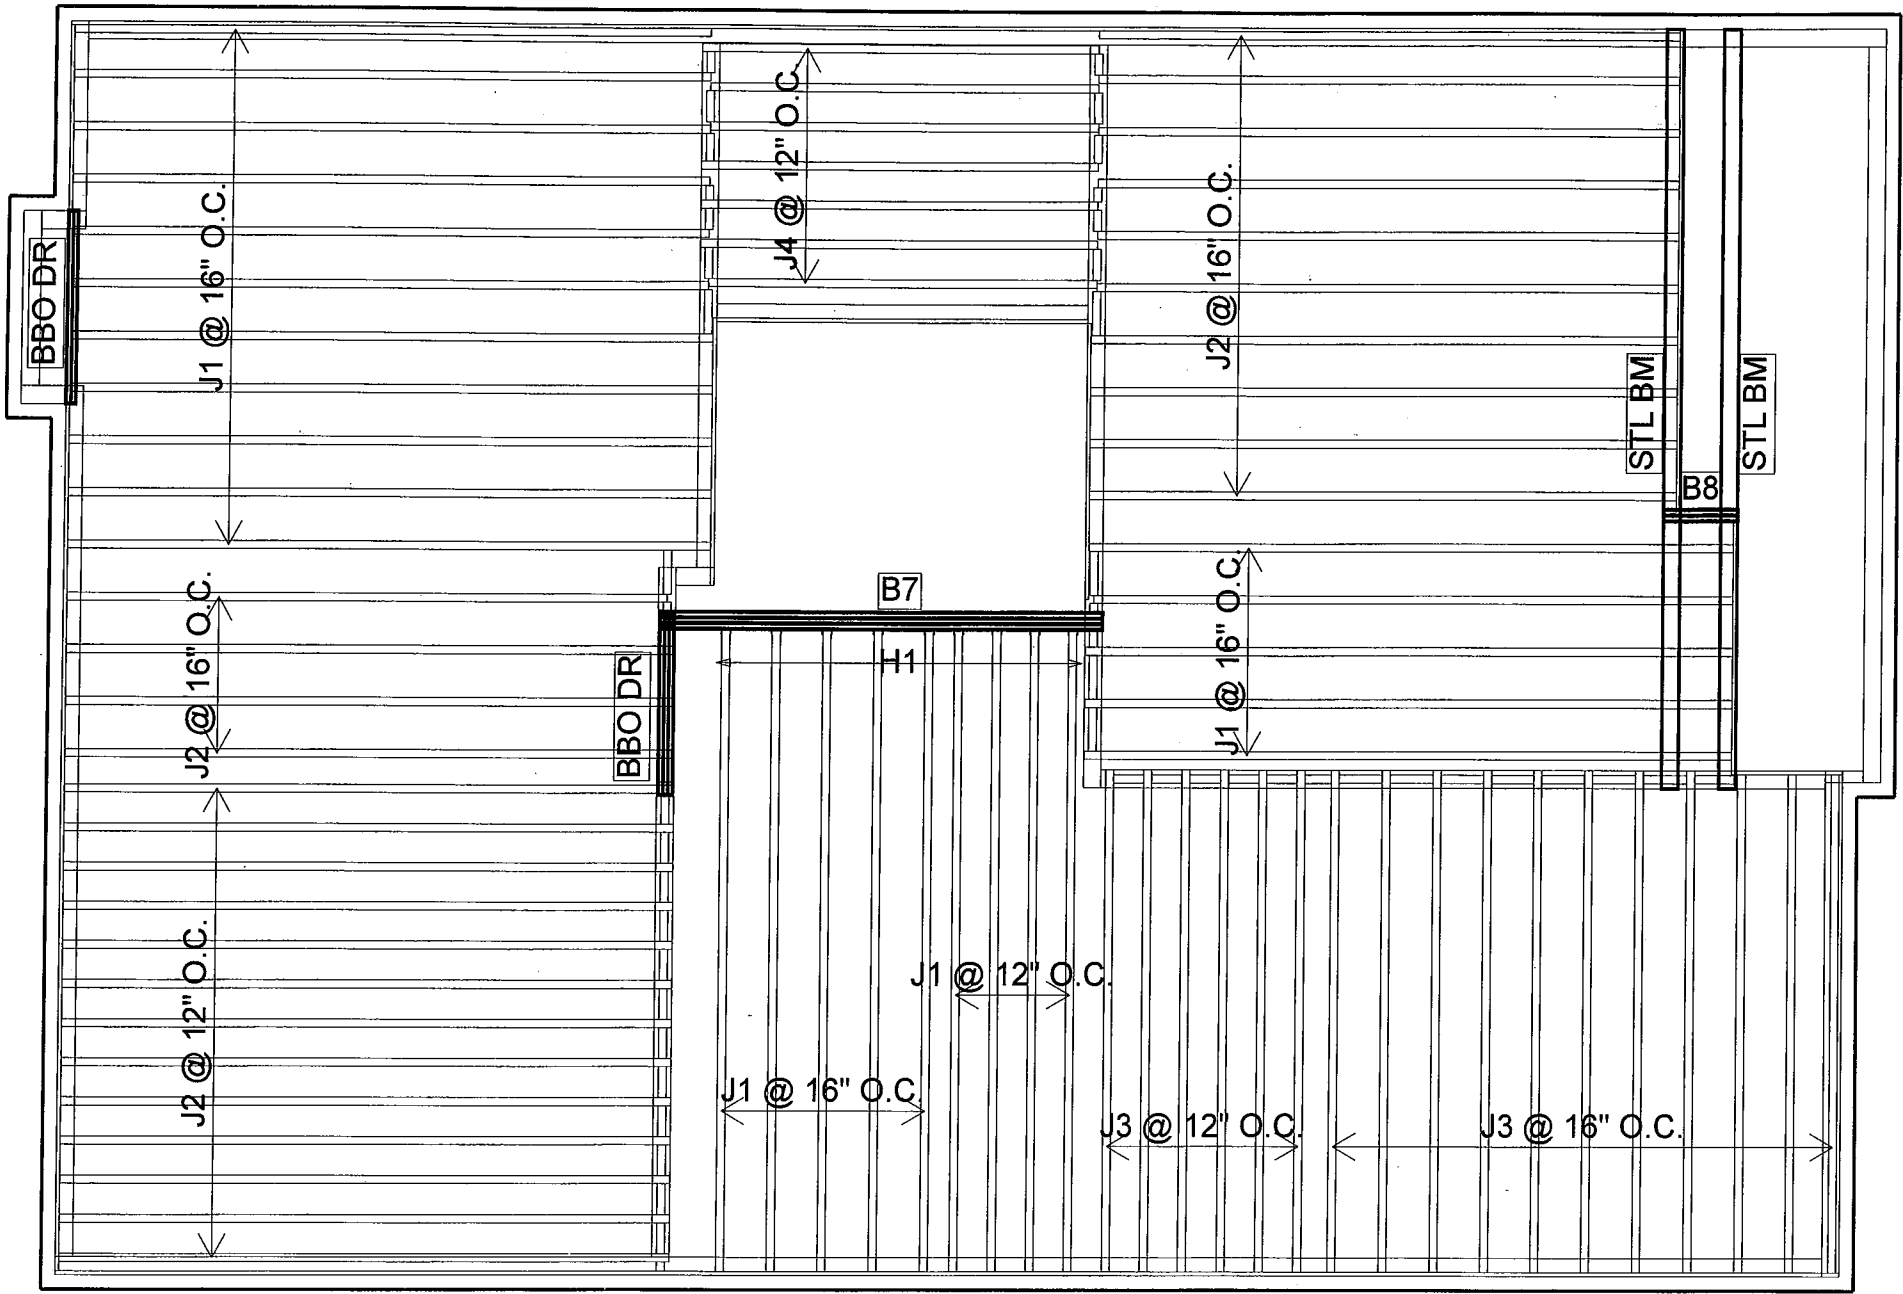 BBO DR
J1 @ 16" O.C.
J4 @ 12" O.C.
J2 @ 16" O.C.
STL BM
STL BM
B8
B7
H1
J2 @ 16" O.C.
BBO DR
J1 @ 16" O.C.
J2 @ 12" O.C.
J1 @ 12" O.C.
J1 @ 16" O.C.
J3 @ 12" O.C.
J3 @ 16" O.C.